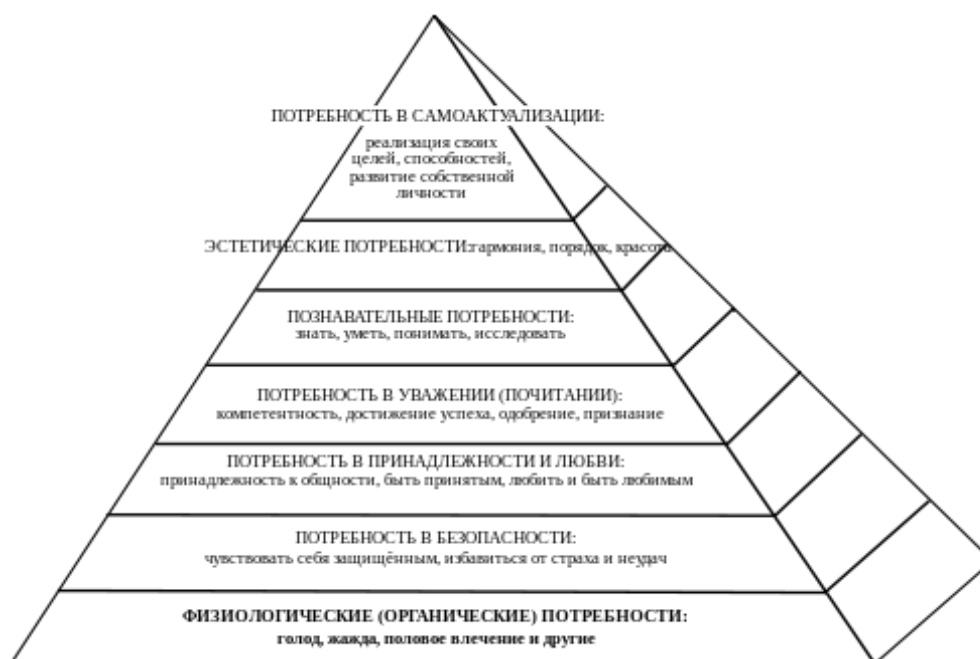 ПОТРЕБНОСТЬ В САМОАКТУАЛИЗАЦИИ:
реализация своих
целей, способностей,
развитие собственной
личности
ЭСТЕТИЧЕСКИЕ ПОТРЕБНОСТИ:гармония, порядок, красота
ПОЗНАВАТЕЛЬНЫЕ ПОТРЕБНОСТИ:
знать, уметь, понимать, исследовать
ПОТРЕБНОСТЬ В УВАЖЕНИИ (ПОЧИТАНИИ):
компетентность, достижение успеха, одобрение, признание
ПОТРЕБНОСТЬ В ПРИНАДЛЕЖНОСТИ И ЛЮБВИ:
принадлежность к общности, быть принятым, любить и быть любимым
ПОТРЕБНОСТЬ В БЕЗОПАСНОСТИ:
чувствовать себя защищённым, избавиться от страха и неудач
ФИЗИОЛОГИЧЕСКИЕ (ОРГАНИЧЕСКИЕ) ПОТРЕБНОСТИ:
голод, жажда, половое влечение и другие